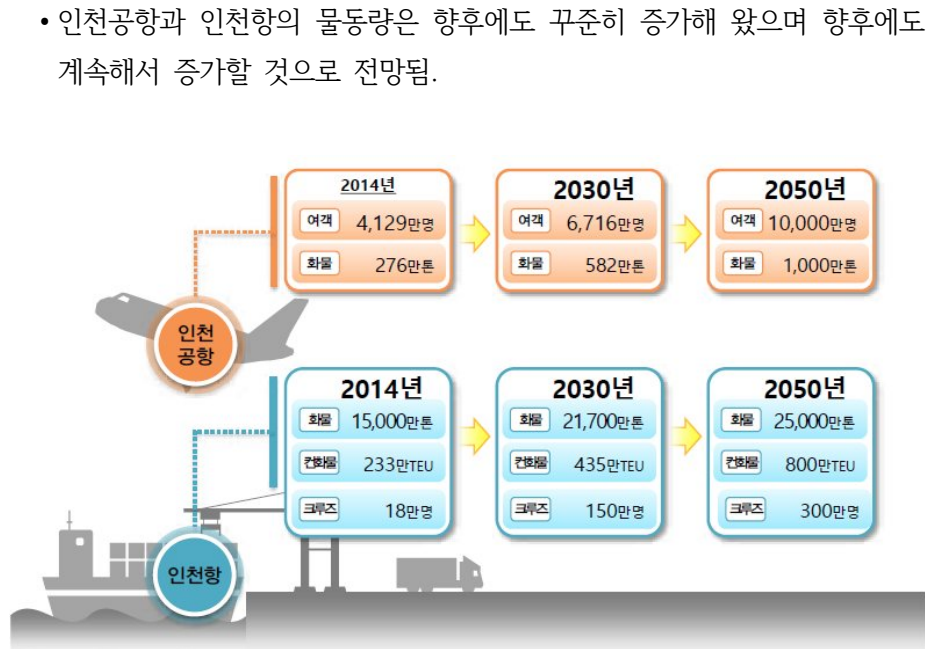 • 인천공항과 인천항의 물동량은 향후에도 꾸준히 증가해 왔으며 향후에도
계속해서 증가할 것으로 전망됨.
2014년
여객 4,129만명
화물 276만톤
2030년
여객 6,716만명
화물 582만톤
2050년
여객 10,000만명
화물 1,000만톤
인천
공항
2014년
화물 15,000만톤
컨화물 233만TEU
크루즈 18만명
2030년
화물 21,700만톤
컨화물 435만TEU
크루즈 150만명
2050년
화물 25,000만톤
컨화물 800만TEU
크루즈 300만명
인천항